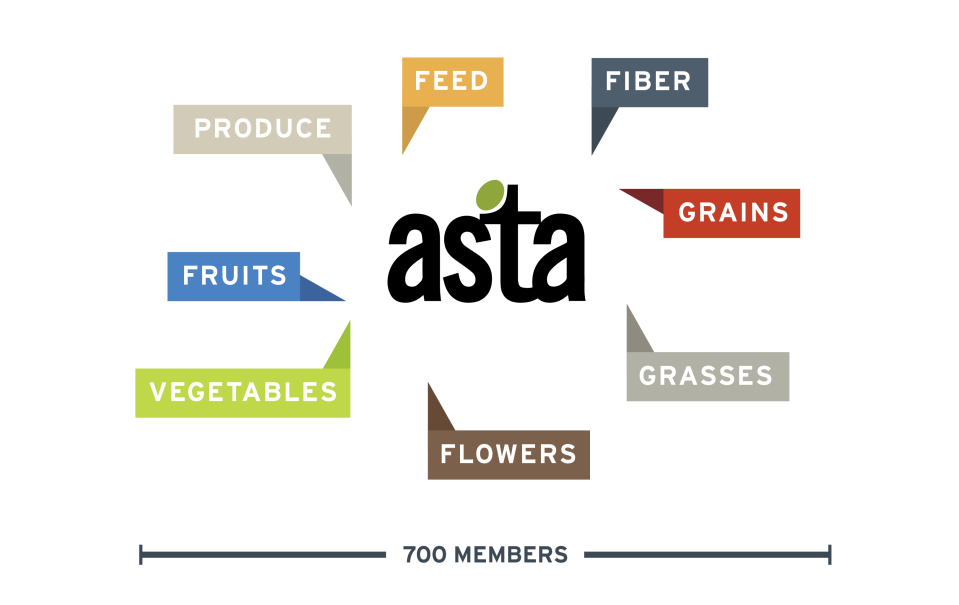 FEED
FIBER
PRODUCE
GRAINS
asta
FRUITS
GRASSES
VEGETABLES
FLOWERS
700 MEMBERS